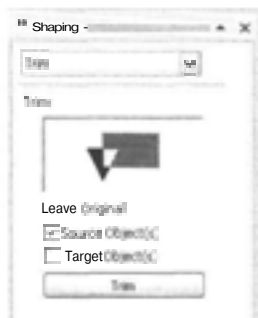 Shaping
Trim
Trim
Leave Original
Source Object(s)
Target Object(s)
Trim